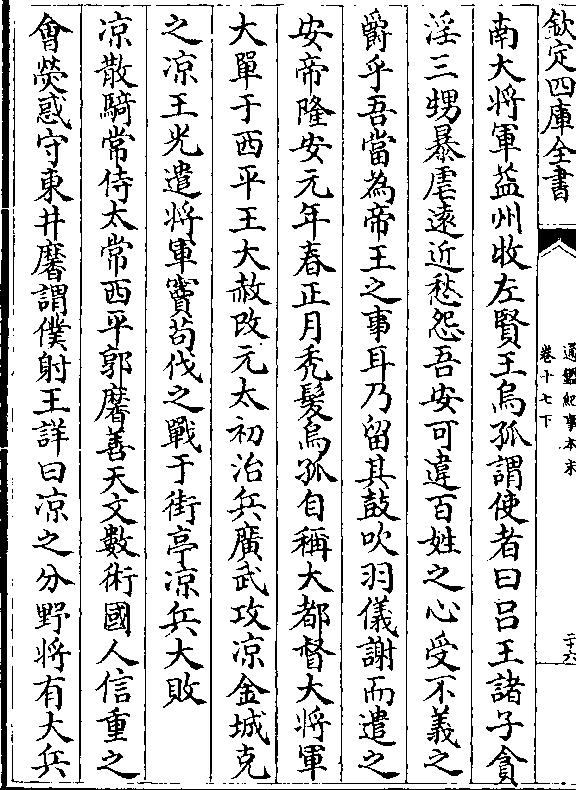 欽定四庫全書
通鑑紀事本末
卷十七下
二十六
南大將軍益州牧左賢王烏孤謂使者曰呂王諸子貪
淫三甥暴虐遠近愁怨吾安可違百姓之心受不義之
爵乎吾當為帝王之事耳乃留其鼓吹羽儀謝而遣之
安帝隆安元年春正月秃髮烏孤自稱大都督大將軍
大單于西平王大赦改元太初治兵廣武攻凉金城克
之凉王光遣將軍竇苟伐之戰于街亭凉兵大敗
凉散騎常侍太常西平郭黁善天文數術國人信重之
會熒惑守東井黁謂僕射王詳曰凉之分野將有大兵